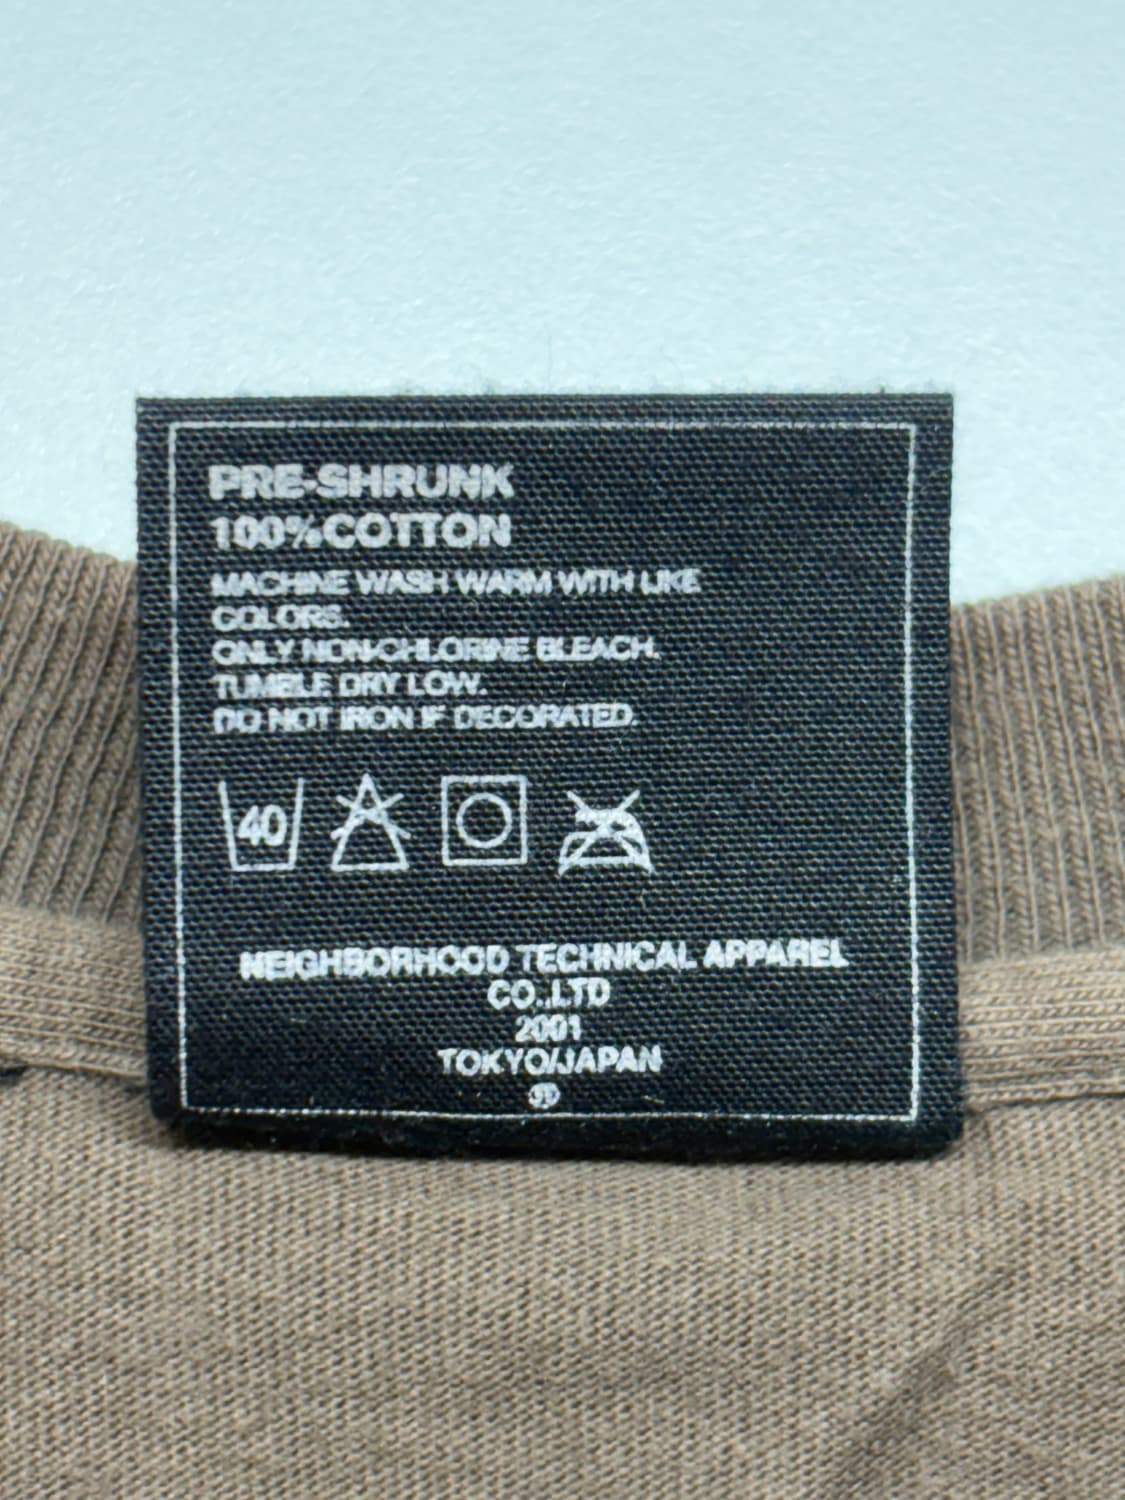 PRE-SHRUNK
100%COTTON
MACHINE WASH WARM WITH LIKE
COLORS.
ONLY NON-CHLORINE BLEACH.
TUMBLE DRY LOW.
DO NOT IRON IF DECORATED.
40
NEIGHBORHOOD TECHNICAL APPAREL
CO.,LTD
2001
TOKYO/JAPAN